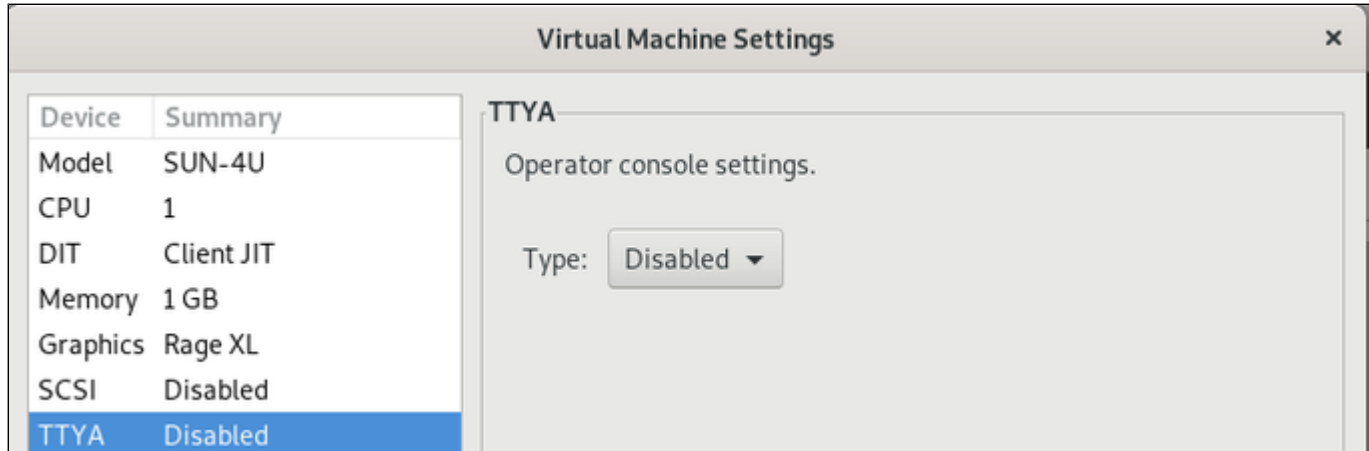 Virtual Machine Settings ×
Device Summary
Model SUN-4U
CPU 1
DIT Client JIT
Memory 1 GB
Graphics Rage XL
SCSI Disabled
TTYA Disabled
TTYA
Operator console settings.
Type: Disabled